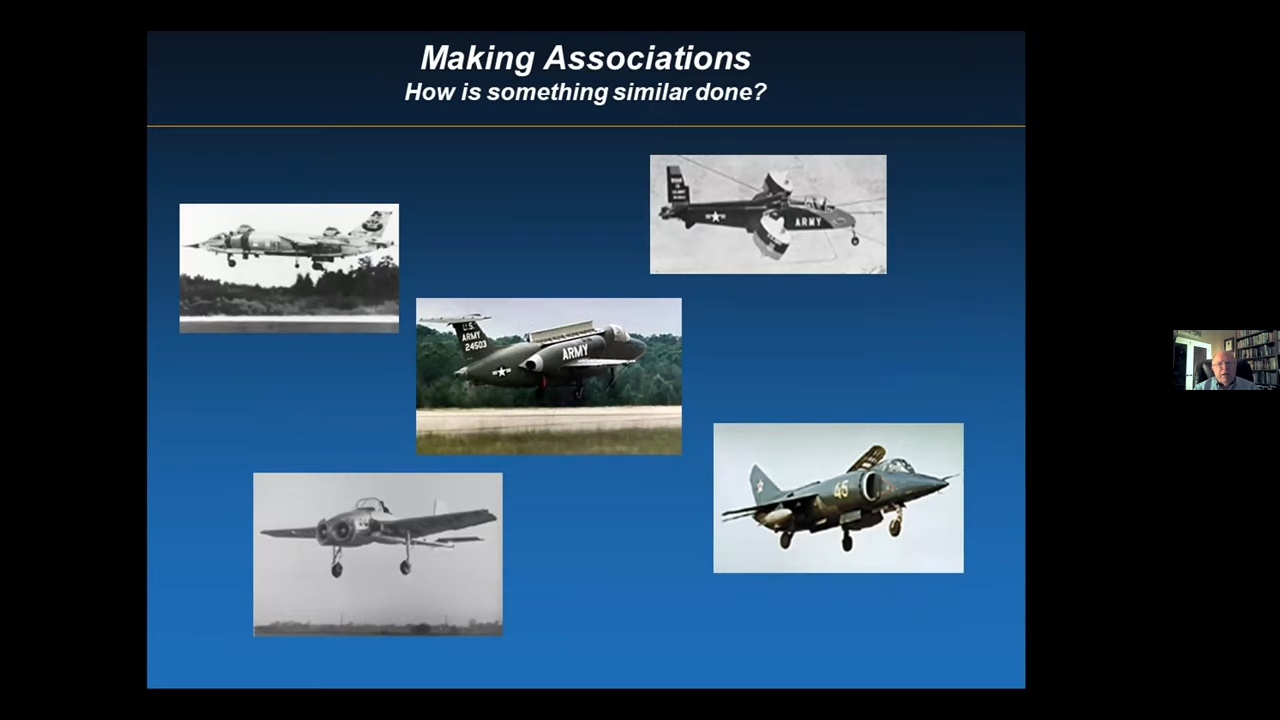 Making Associations
How is something similar done?
ARMY
U.S.
ARMY
24503
ARMY
45